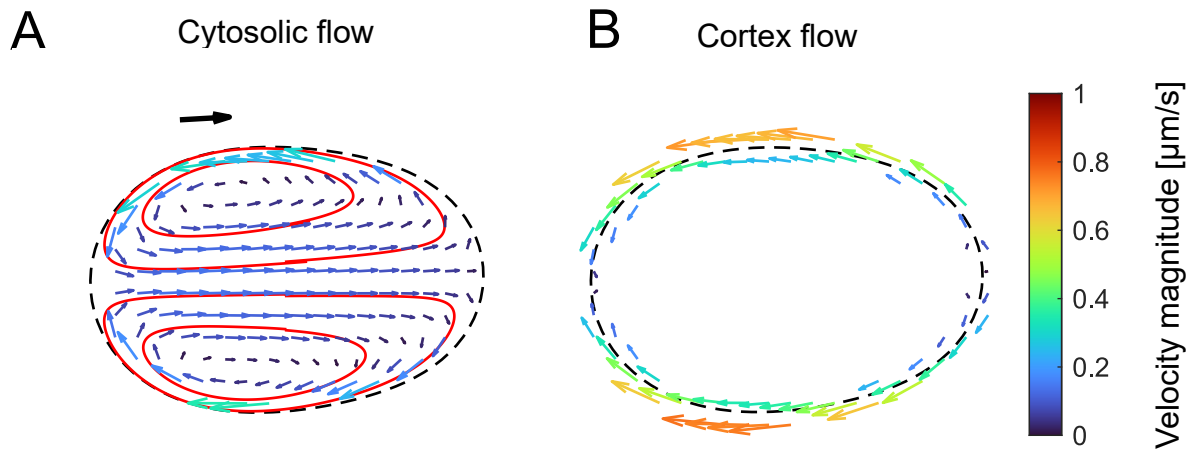 A
Cytosolic flow
B
Cortex flow
1
0.8
0.6
0.4
0.2
0
Velocity magnitude [μm/s]